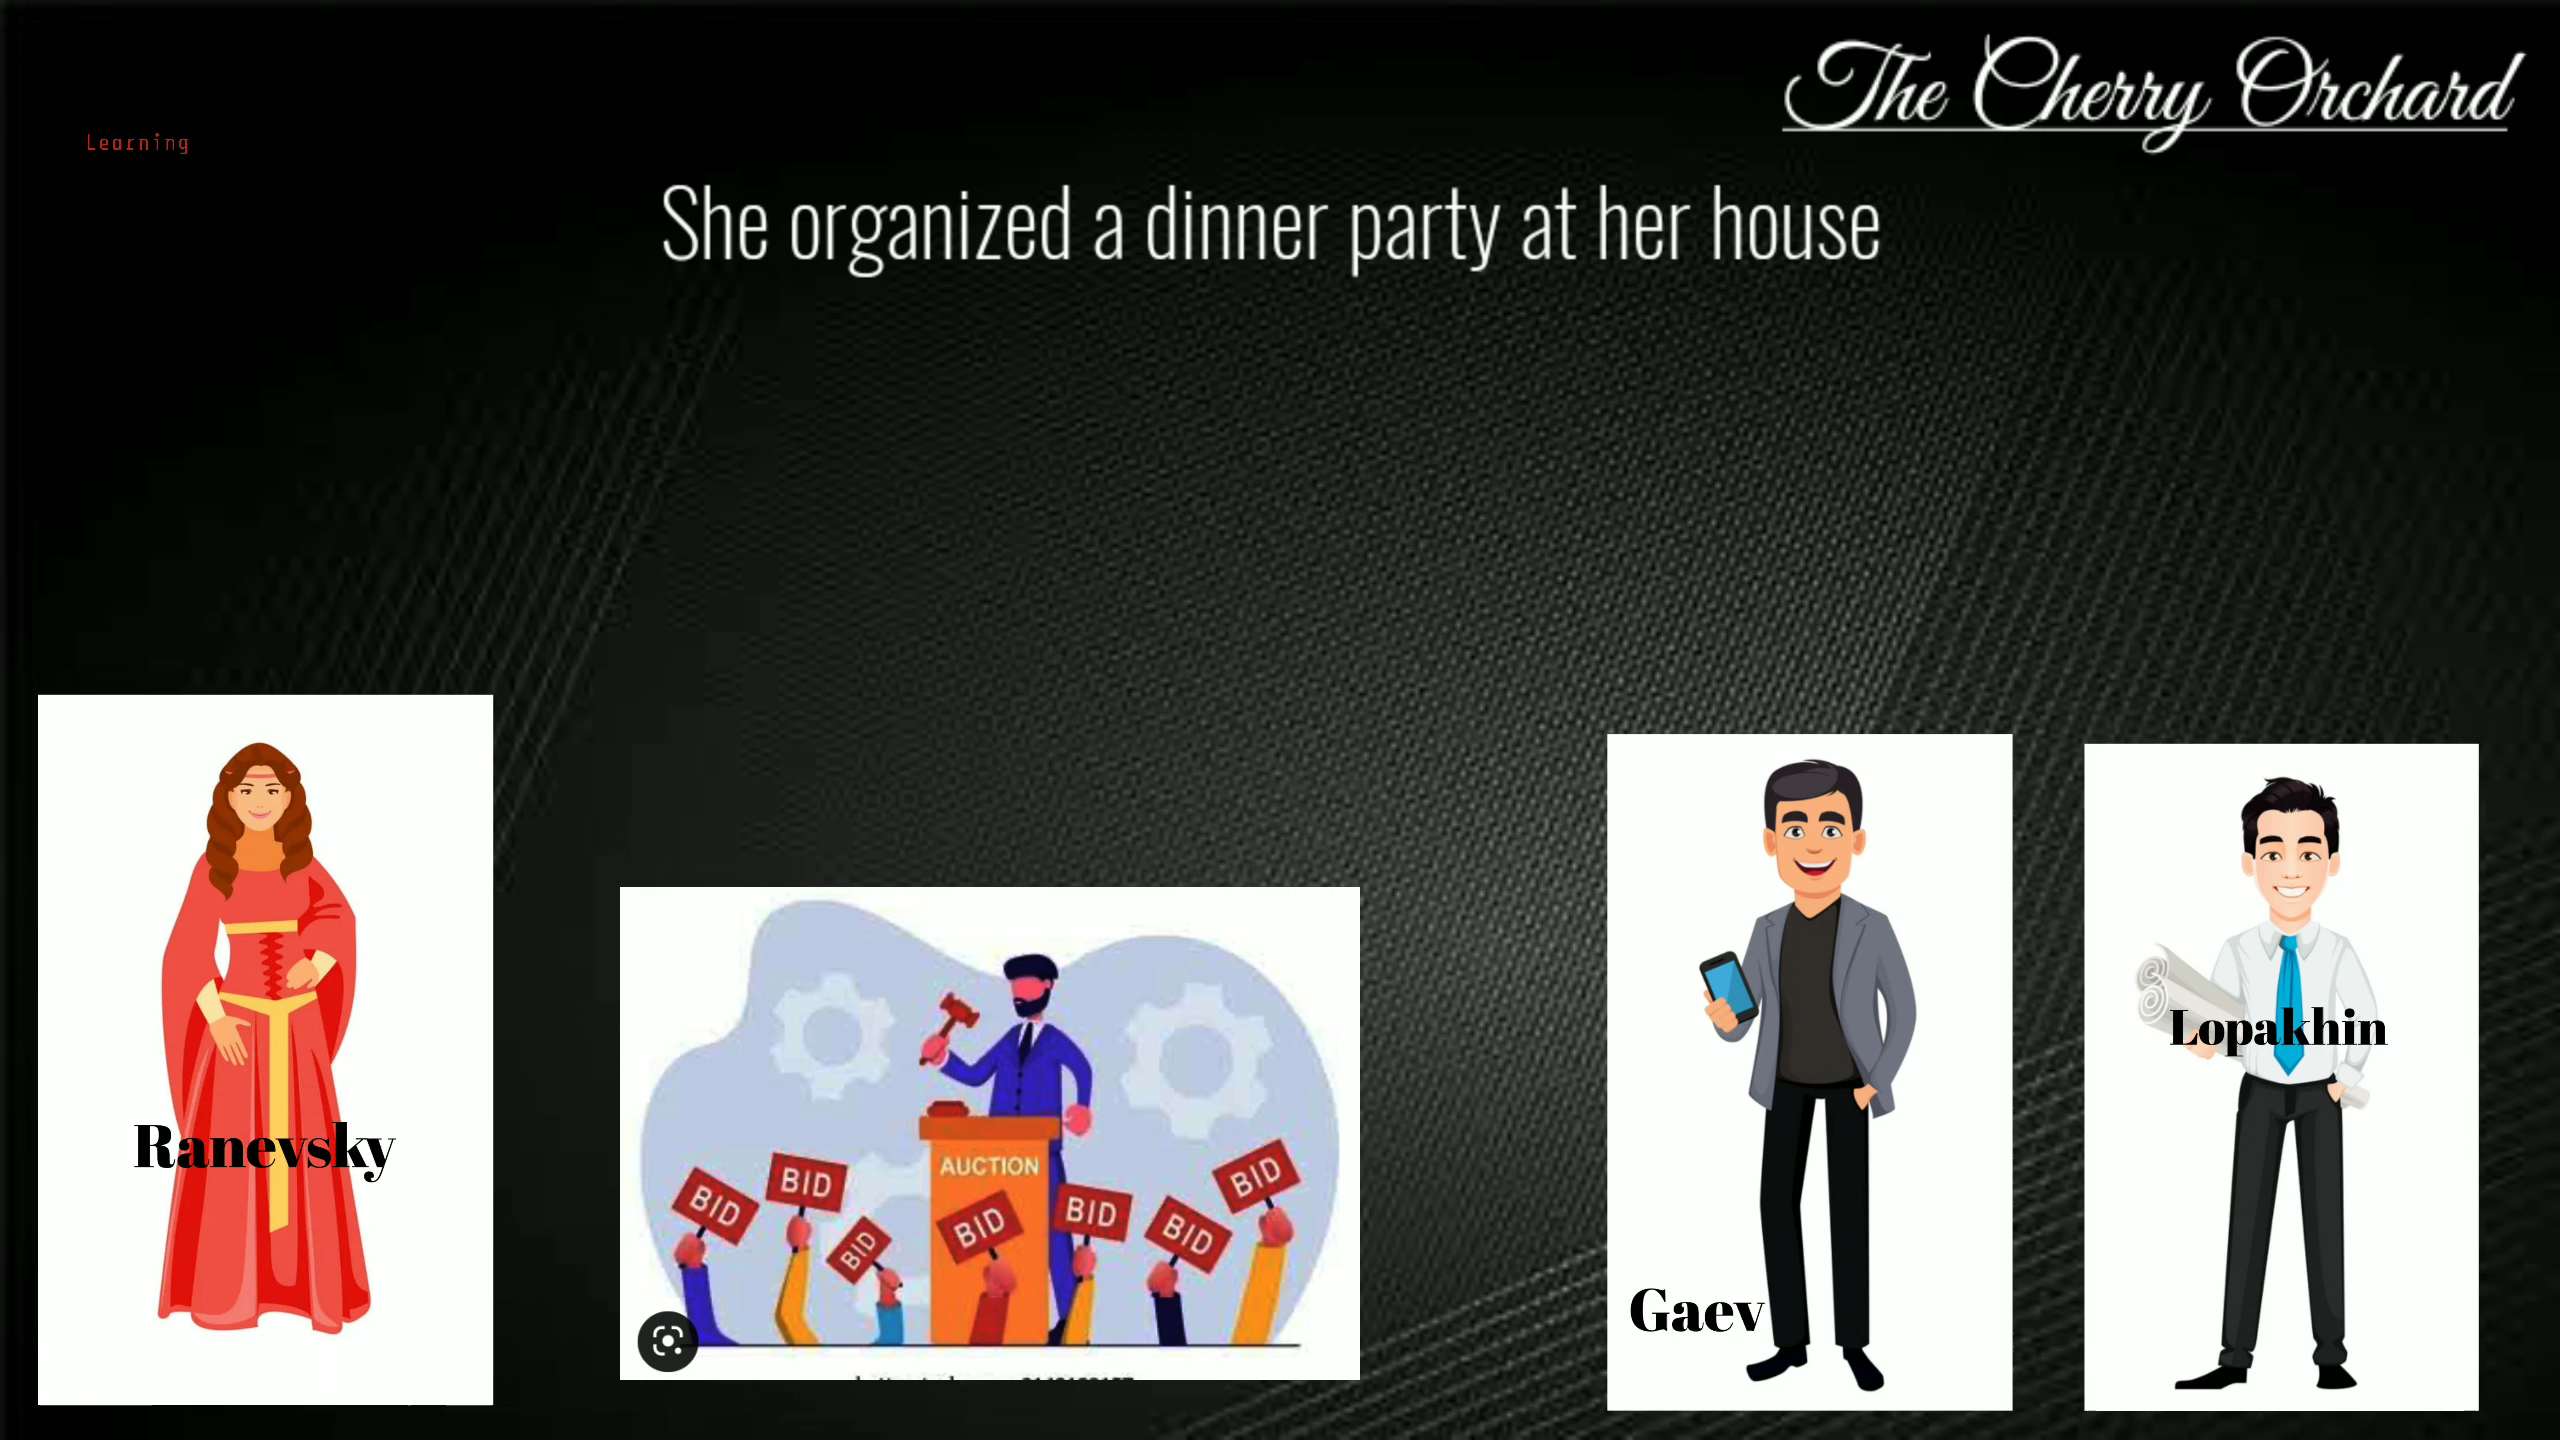 The Cherry Orchard
Learning
She organized a dinner party at her house
Ranevsky
AUCTION
BID
BID
BID
BID
BID
BID
BID
Gaev
Lopakhin